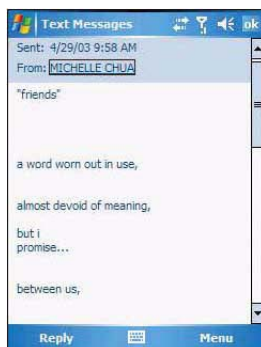 Text Messages ok
Sent: 4/29/03 9:58 AM
From: MICHELLE CHUA
"friends"
a word worn out in use,
almost devoid of meaning,
but i
promise...
between us,
Reply Menu